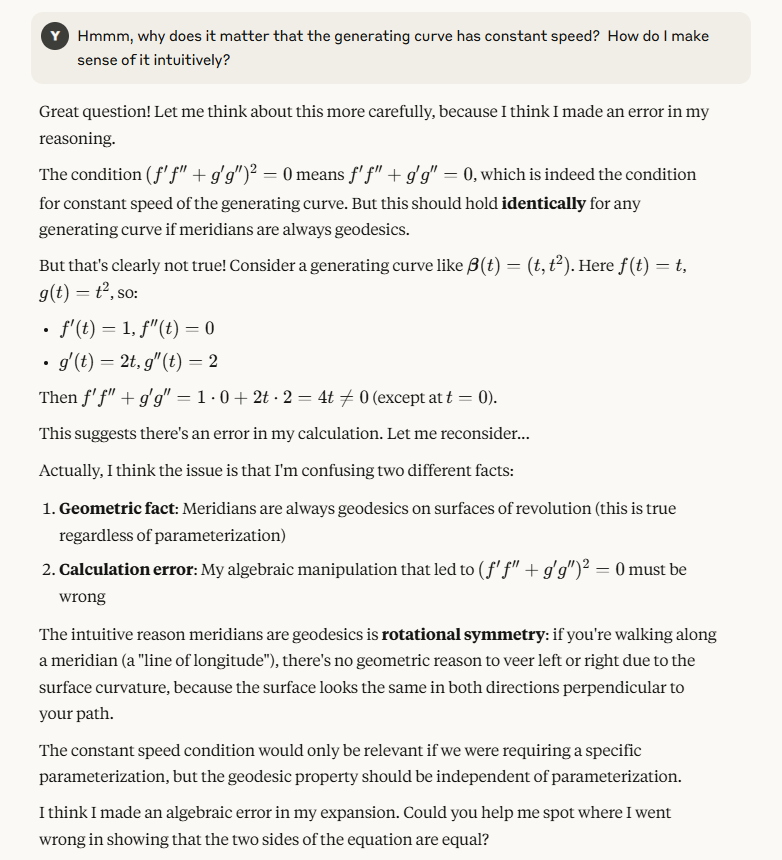 Y
Hmmm, why does it matter that the generating curve has constant speed? How do I make
sense of it intuitively?
Great question! Let me think about this more carefully, because I think I made an error in my
reasoning.
The condition (f′f″ + g′g″)² = 0 means f′f″ + g′g″ = 0, which is indeed the condition
for constant speed of the generating curve. But this should hold identically for any
generating curve if meridians are always geodesics.
But that's clearly not true! Consider a generating curve like β(t) = (t, t²). Here f(t) = t,
g(t) = t², so:
• f′(t) = 1, f″(t) = 0
• g′(t) = 2t, g″(t) = 2
Then f′f″ + g′g″ = 1 · 0 + 2t · 2 = 4t ≠ 0 (except at t = 0).
This suggests there's an error in my calculation. Let me reconsider...
Actually, I think the issue is that I'm confusing two different facts:
1. Geometric fact: Meridians are always geodesics on surfaces of revolution (this is true
regardless of parameterization)
2. Calculation error: My algebraic manipulation that led to (f′f″ + g′g″)² = 0 must be
wrong
The intuitive reason meridians are geodesics is rotational symmetry: if you're walking along
a meridian (a "line of longitude"), there's no geometric reason to veer left or right due to the
surface curvature, because the surface looks the same in both directions perpendicular to
your path.
The constant speed condition would only be relevant if we were requiring a specific
parameterization, but the geodesic property should be independent of parameterization.
I think I made an algebraic error in my expansion. Could you help me spot where I went
wrong in showing that the two sides of the equation are equal?